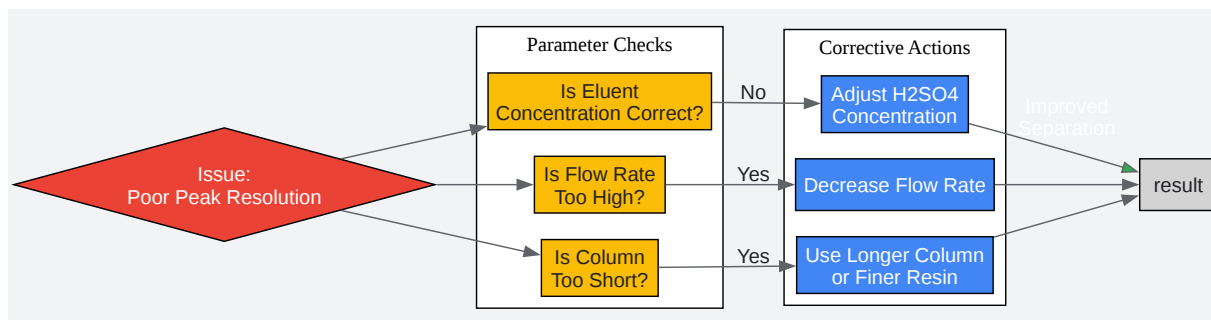 Parameter Checks
Corrective Actions
Issue:
Poor Peak Resolution
Is Eluent
Concentration Correct?
No
Adjust H2SO4
Concentration
Improved
Separation
Is Flow Rate
Too High?
Yes
Decrease Flow Rate
result
Is Column
Too Short?
Yes
Use Longer Column
or Finer Resin